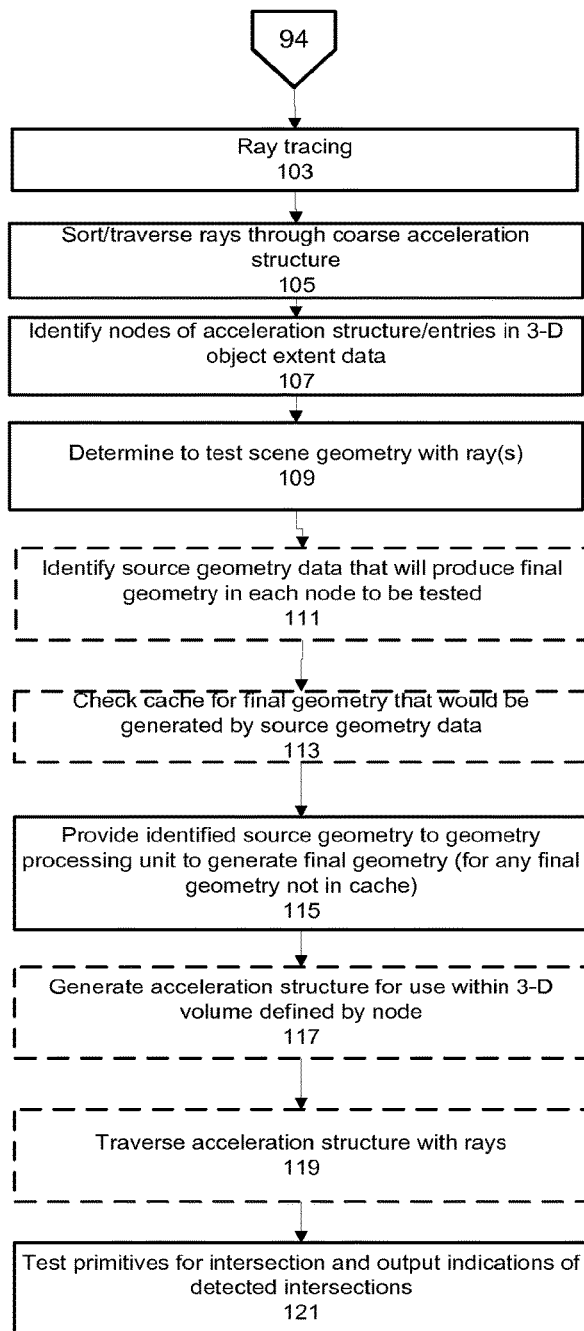 94
Ray tracing
103
Sort/traverse rays through coarse acceleration
structure
105
Identify nodes of acceleration structure/entries in 3-D
object extent data
107
Determine to test scene geometry with ray(s)
109
Identify source geometry data that will produce final
geometry in each node to be tested
111
Check cache for final geometry that would be
generated by source geometry data
113
Provide identified source geometry to geometry
processing unit to generate final geometry (for any final
geometry not in cache)
115
Generate acceleration structure for use within 3-D
volume defined by node
117
Traverse acceleration structure with rays
119
Test primitives for intersection and output indications of
detected intersections
121